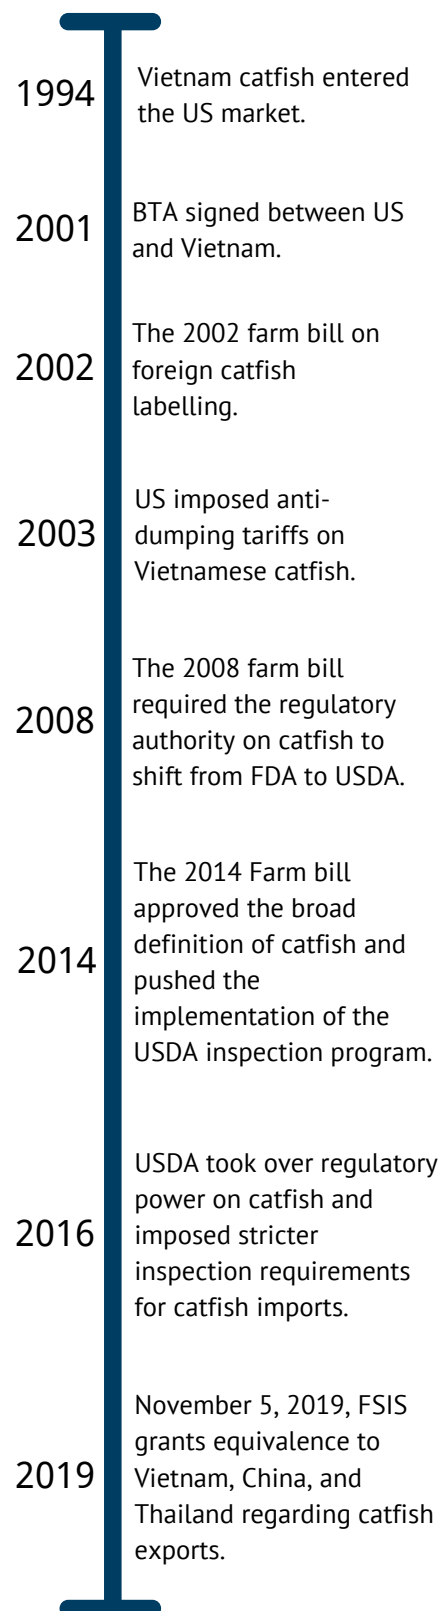 1994
Vietnam catfish entered
the US market.
2001
BTA signed between US
and Vietnam.
2002
The 2002 farm bill on
foreign catfish
labelling.
2003
US imposed anti-
dumping tariffs on
Vietnamese catfish.
2008
The 2008 farm bill
required the regulatory
authority on catfish to
shift from FDA to USDA.
2014
The 2014 Farm bill
approved the broad
definition of catfish and
pushed the
implementation of the
USDA inspection program.
2016
USDA took over regulatory
power on catfish and
imposed stricter
inspection requirements
for catfish imports.
2019
November 5, 2019, FSIS
grants equivalence to
Vietnam, China, and
Thailand regarding catfish
exports.